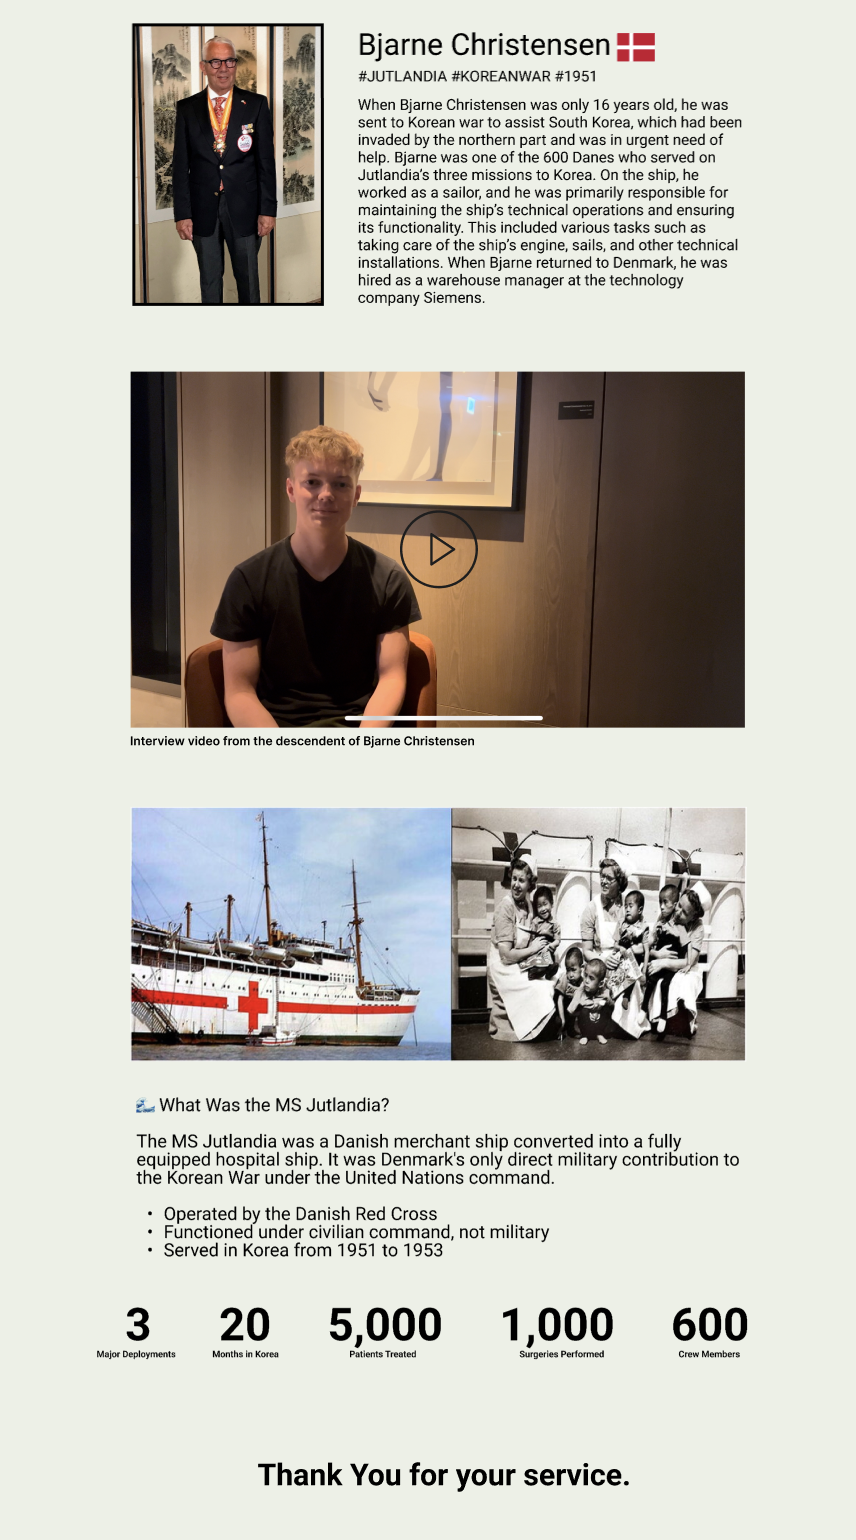 Bjarne Christensen
#JUTLANDIA #KOREANWAR #1951
When Bjarne Christensen was only 16 years old, he was
sent to Korean war to assist South Korea, which had been
invaded by the northern part and was in urgent need of
help. Bjarne was one of the 600 Danes who served on
Jutlandia’s three missions to Korea. On the ship, he
worked as a sailor, and he was primarily responsible for
maintaining the ship’s technical operations and ensuring
its functionality. This included various tasks such as
taking care of the ship’s engine, sails, and other technical
installations. When Bjarne returned to Denmark, he was
hired as a warehouse manager at the technology
company Siemens.
Interview video from the descendent of Bjarne Christensen
What Was the MS Jutlandia?
The MS Jutlandia was a Danish merchant ship converted into a fully
equipped hospital ship. It was Denmark's only direct military contribution to
the Korean War under the United Nations command.
• Operated by the Danish Red Cross
• Functioned under civilian command, not military
• Served in Korea from 1951 to 1953
3 20 5,000 1,000 600
Major Deployments Months in Korea Patients Treated Surgeries Performed Crew Members
Thank You for your service.